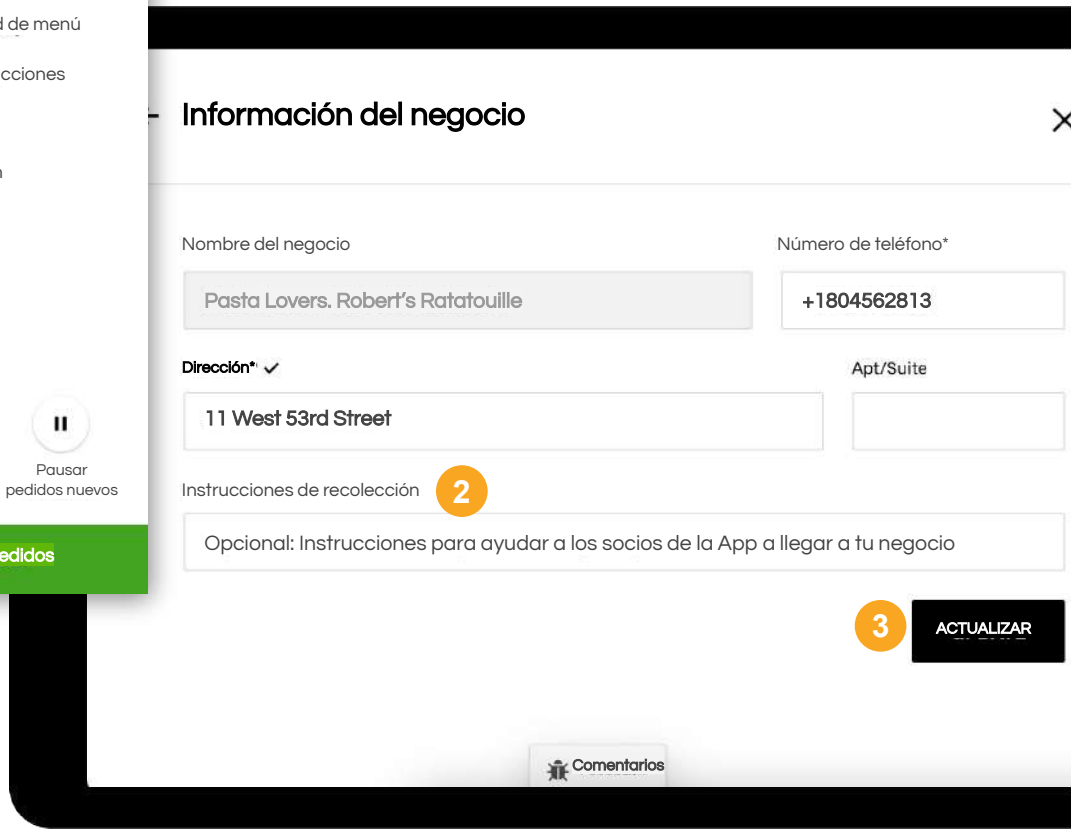 d de menú
cciones
n
Pausar
pedidos nuevos
edidos
Información del negocio
Nombre del negocio
Número de teléfono*
Pasta Lovers. Robert's Ratatouille
+1804562813
Dirección*
Apt/Suite
11 West 53rd Street
Instrucciones de recolección
2
Opcional: Instrucciones para ayudar a los socios de la App a llegar a tu negocio
3
ACTUALIZAR
Comentarios